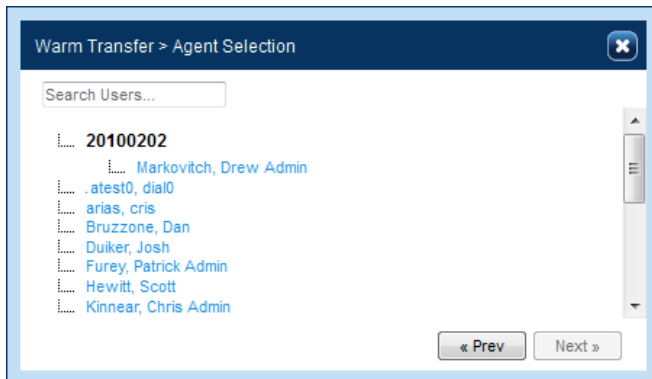 Warm Transfer > Agent Selection
Search Users...
20100202
Markovitch, Drew Admin
.atest0, dial0
arias, cris
Bruzzone, Dan
Duiker, Josh
Furey, Patrick Admin
Hewitt, Scott
Kinnear, Chris Admin
« Prev
Next »